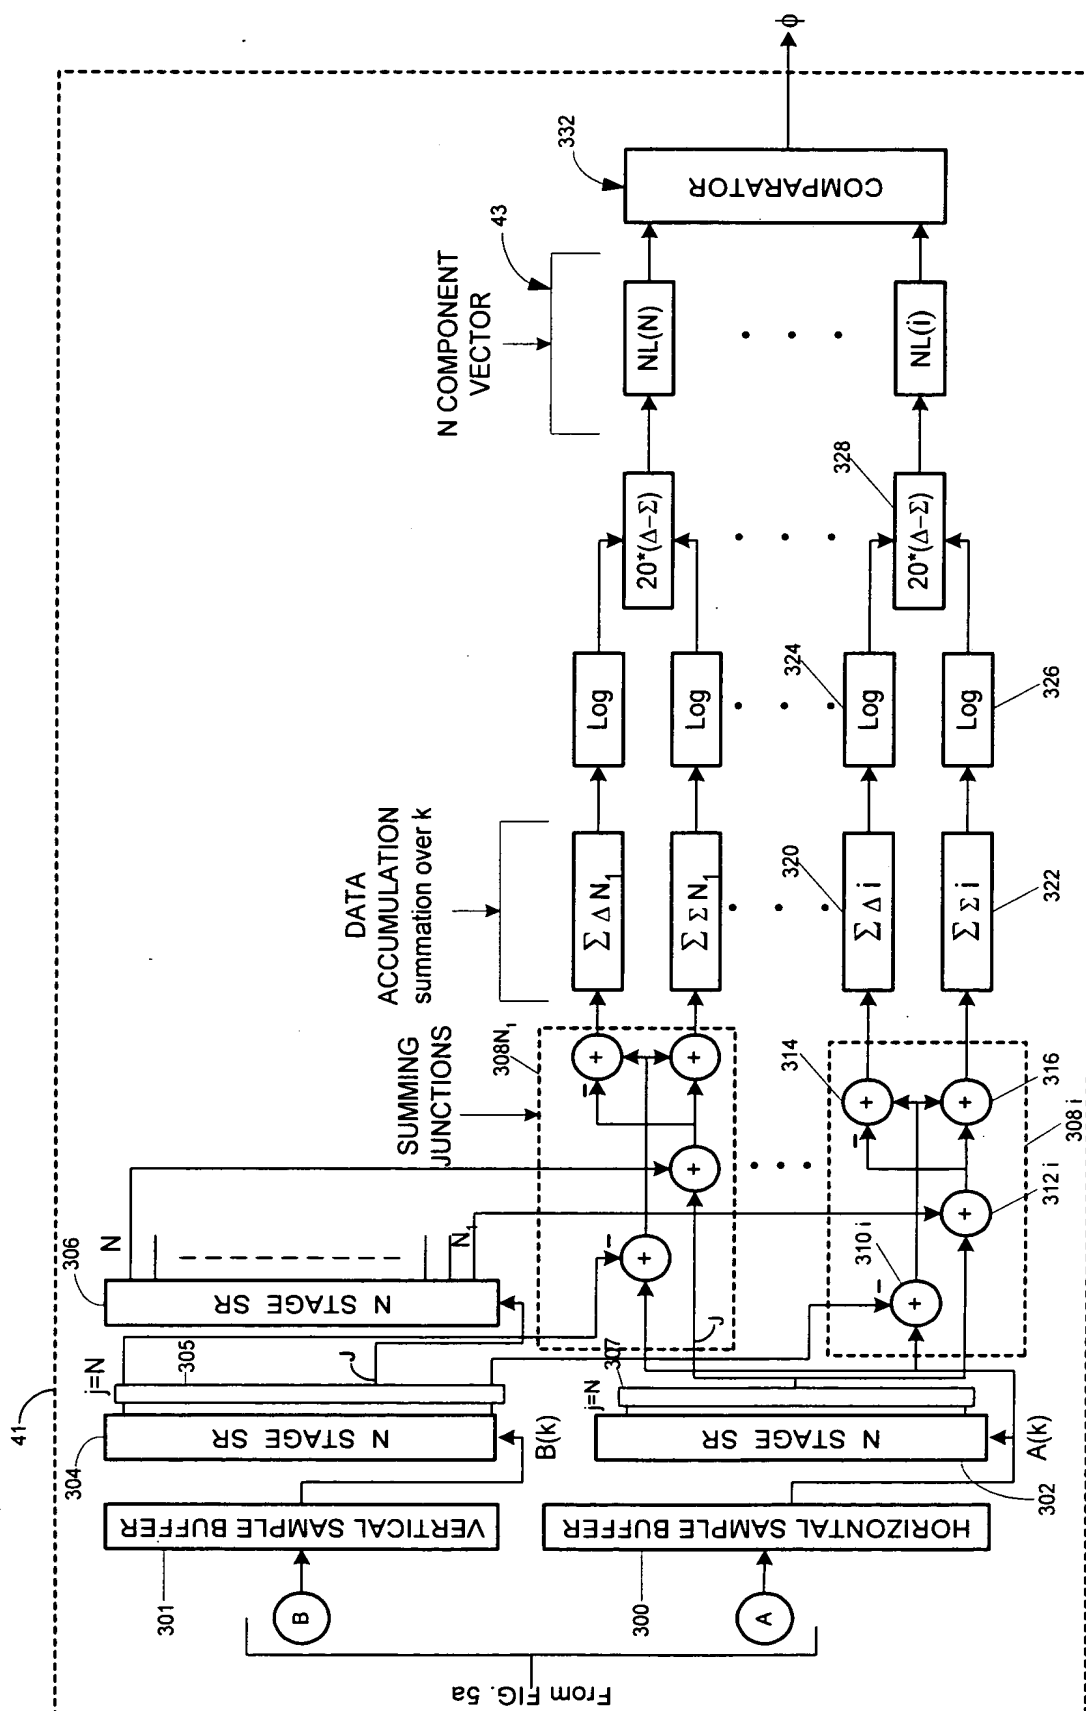 41
From FIG. 5a
B
A
301
VERTICAL SAMPLE BUFFER
300
HORIZONTAL SAMPLE BUFFER
304
N STAGE SR
B(k)
j=N
305
J
306
N STAGE SR
N
N1
302
N STAGE SR
A(k)
j=N
307
J
SUMMING
JUNCTIONS
308N1
+
−
+
+
−
+
310 i
+
−
312 i
+
314
+
−
316
+
308 i
DATA
ACCUMULATION
summation over k
∑ Δ N1
∑ Σ N1
320
∑ Δ i
322
∑ Σ i
Log
Log
324
Log
326
Log
20*(Δ−Σ)
328
20*(Δ−Σ)
N COMPONENT
VECTOR
43
NL(N)
NL(i)
332
COMPARATOR
ϕ